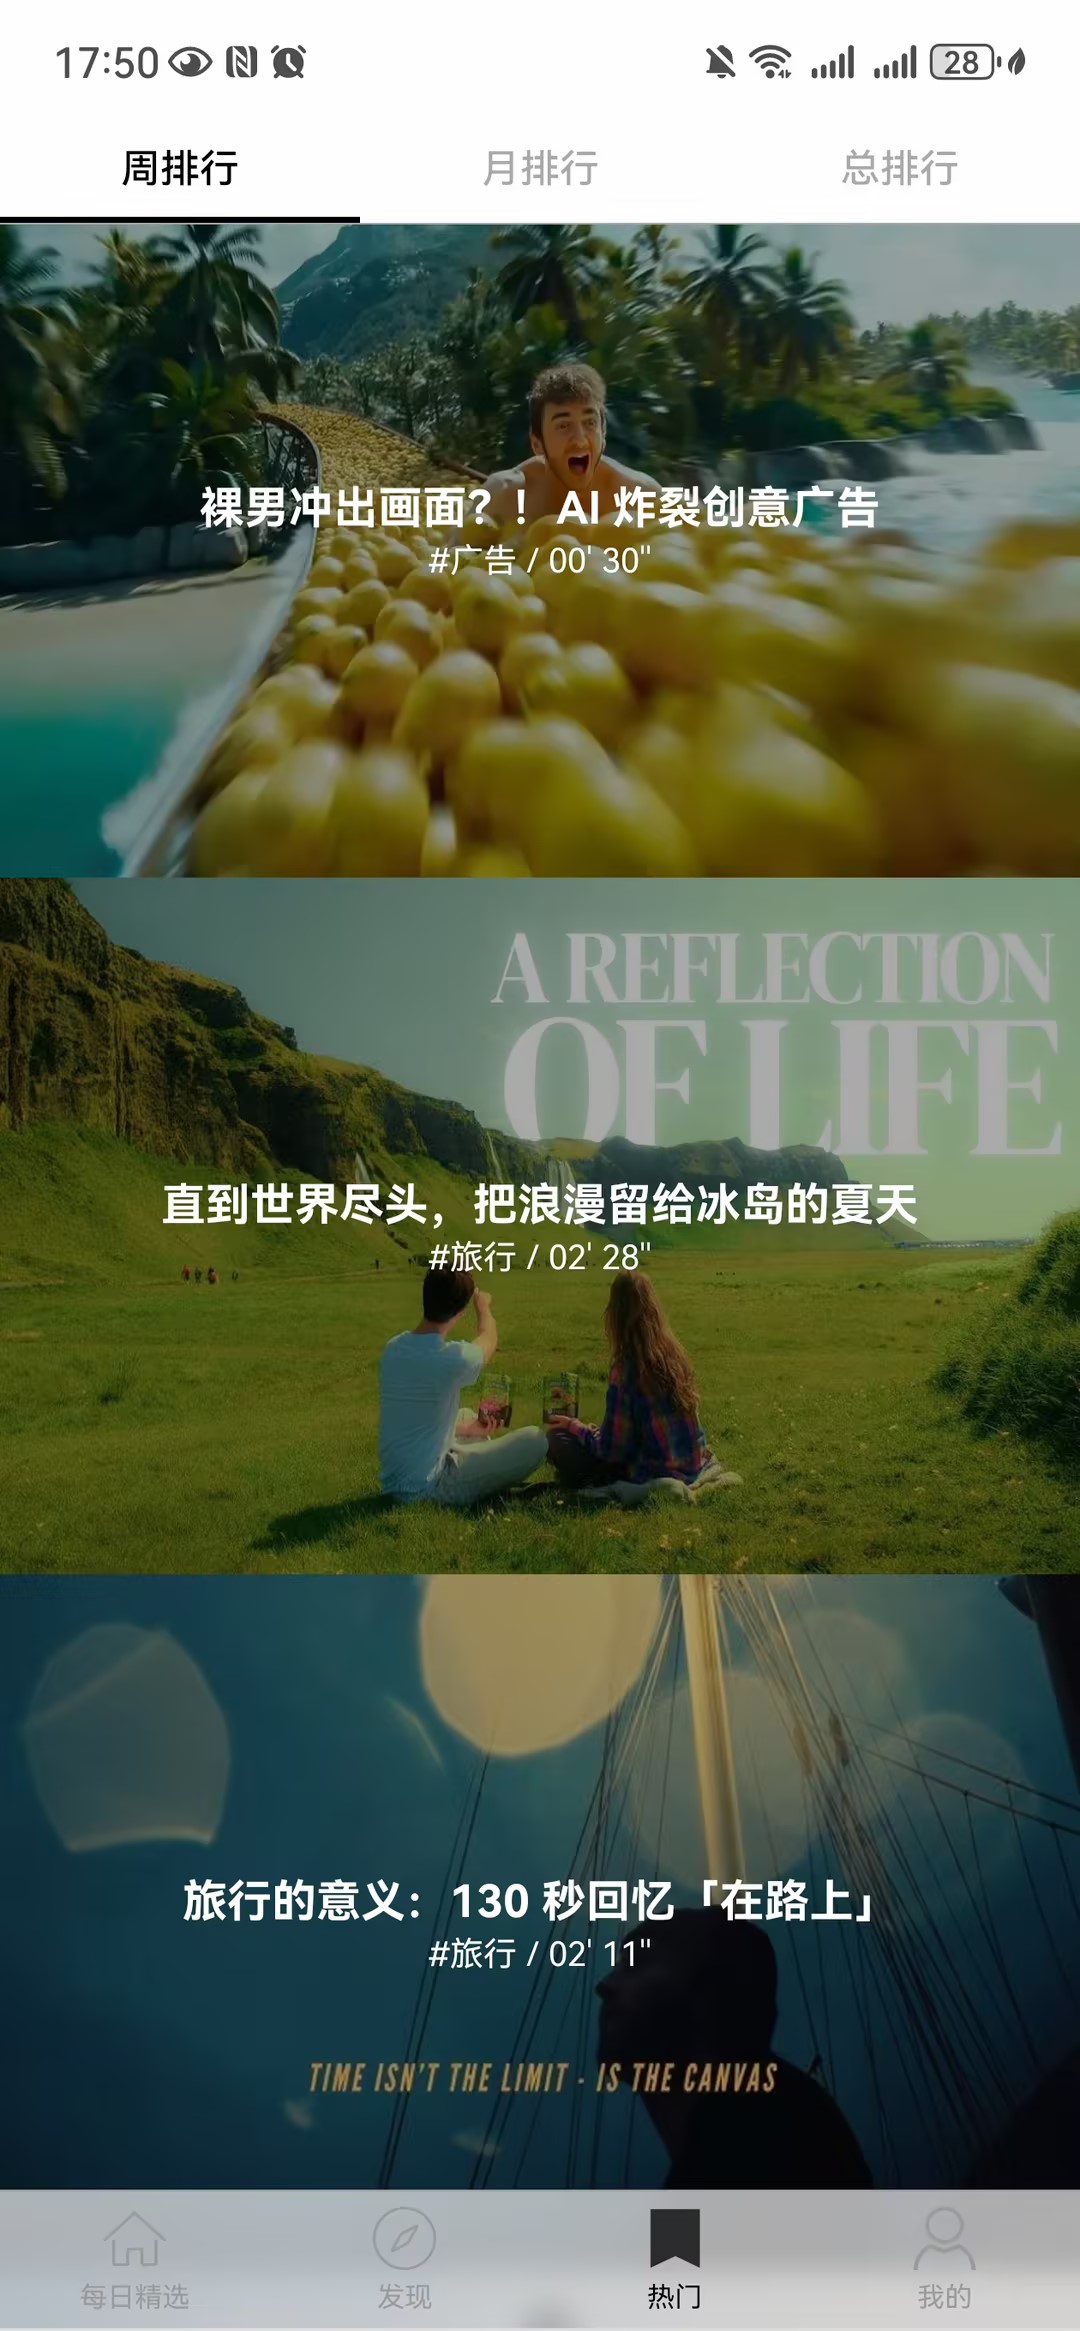 17:50
28
周排行
月排行
总排行
裸男冲出画面？！AI 炸裂创意广告
#广告 / 00' 30"
A REFLECTION
OF LIFE
直到世界尽头，把浪漫留给冰岛的夏天
#旅行 / 02' 28"
旅行的意义：130 秒回忆「在路上」
#旅行 / 02' 11"
TIME ISN'T THE LIMIT - IS THE CANVAS
每日精选
发现
热门
我的